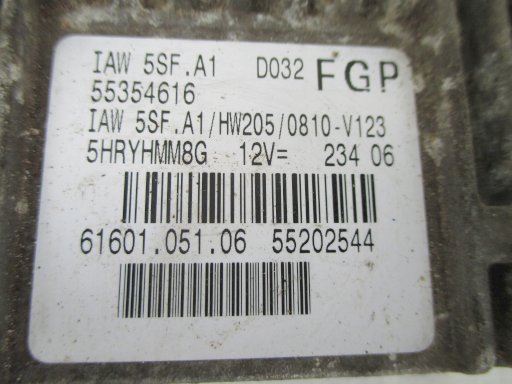 IAW 5SF.A1 D032 FGP
55354616
IAW 5SF.A1/HW205/0810-V123
5HRYHMM8G 12V= 234 06
61601.051.06 55202544